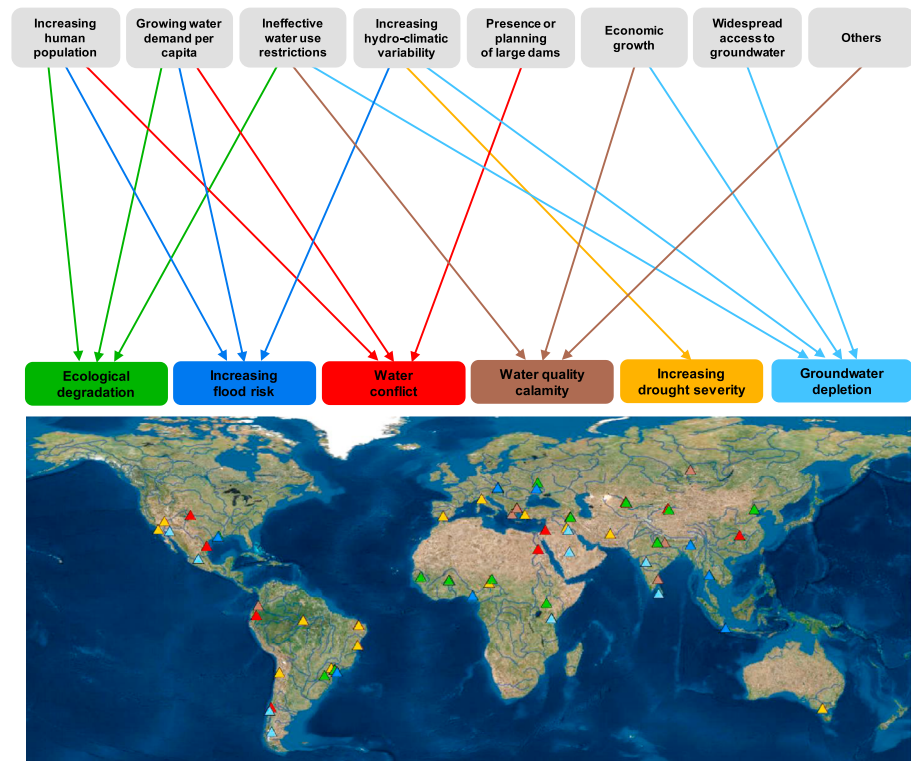 Increasing
human
population
Growing water
demand per
capita
Ineffective
water use
restrictions
Increasing
hydro-climatic
variability
Presence or
planning
of large dams
Economic
growth
Widespread
access to
groundwater
Others
Ecological
degradation
Increasing
flood risk
Water
conflict
Water quality
calamity
Increasing
drought severity
Groundwater
depletion